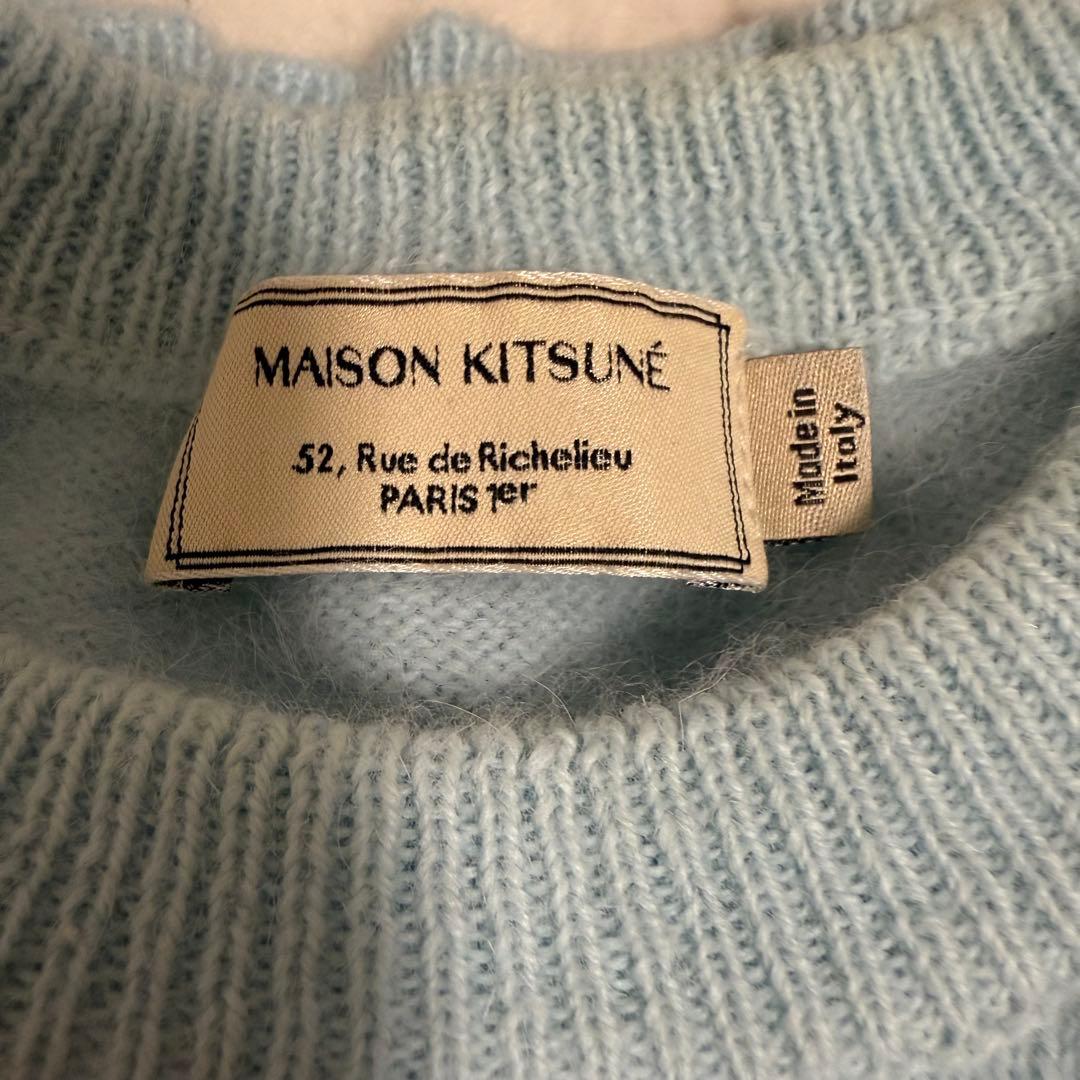 MAISON KITSUNÉ
52, Rue de Richelieu
PARIS 1er
Made in
Italy